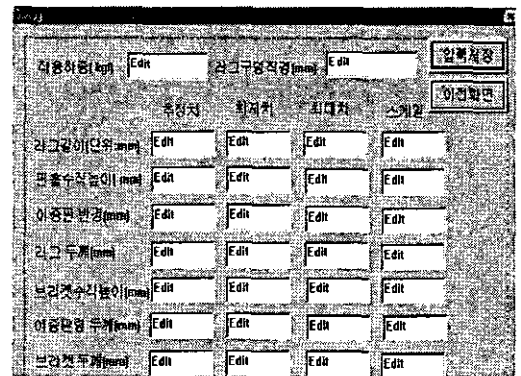 적용하중(kgf) Edit 라그구멍직경(mm) Edit 입력저장
이전화면
추정치 최저치 최대치 스케일
라그길이(단위:mm) Edit Edit Edit Edit
판홀수직높이(mm) Edit Edit Edit Edit
이중판 반경(mm) Edit Edit Edit Edit
라그 두께(mm) Edit Edit Edit Edit
브라켓수직높이(mm) Edit Edit Edit Edit
이중판의 두께(mm) Edit Edit Edit Edit
브라켓 두께(mm) Edit Edit Edit Edit